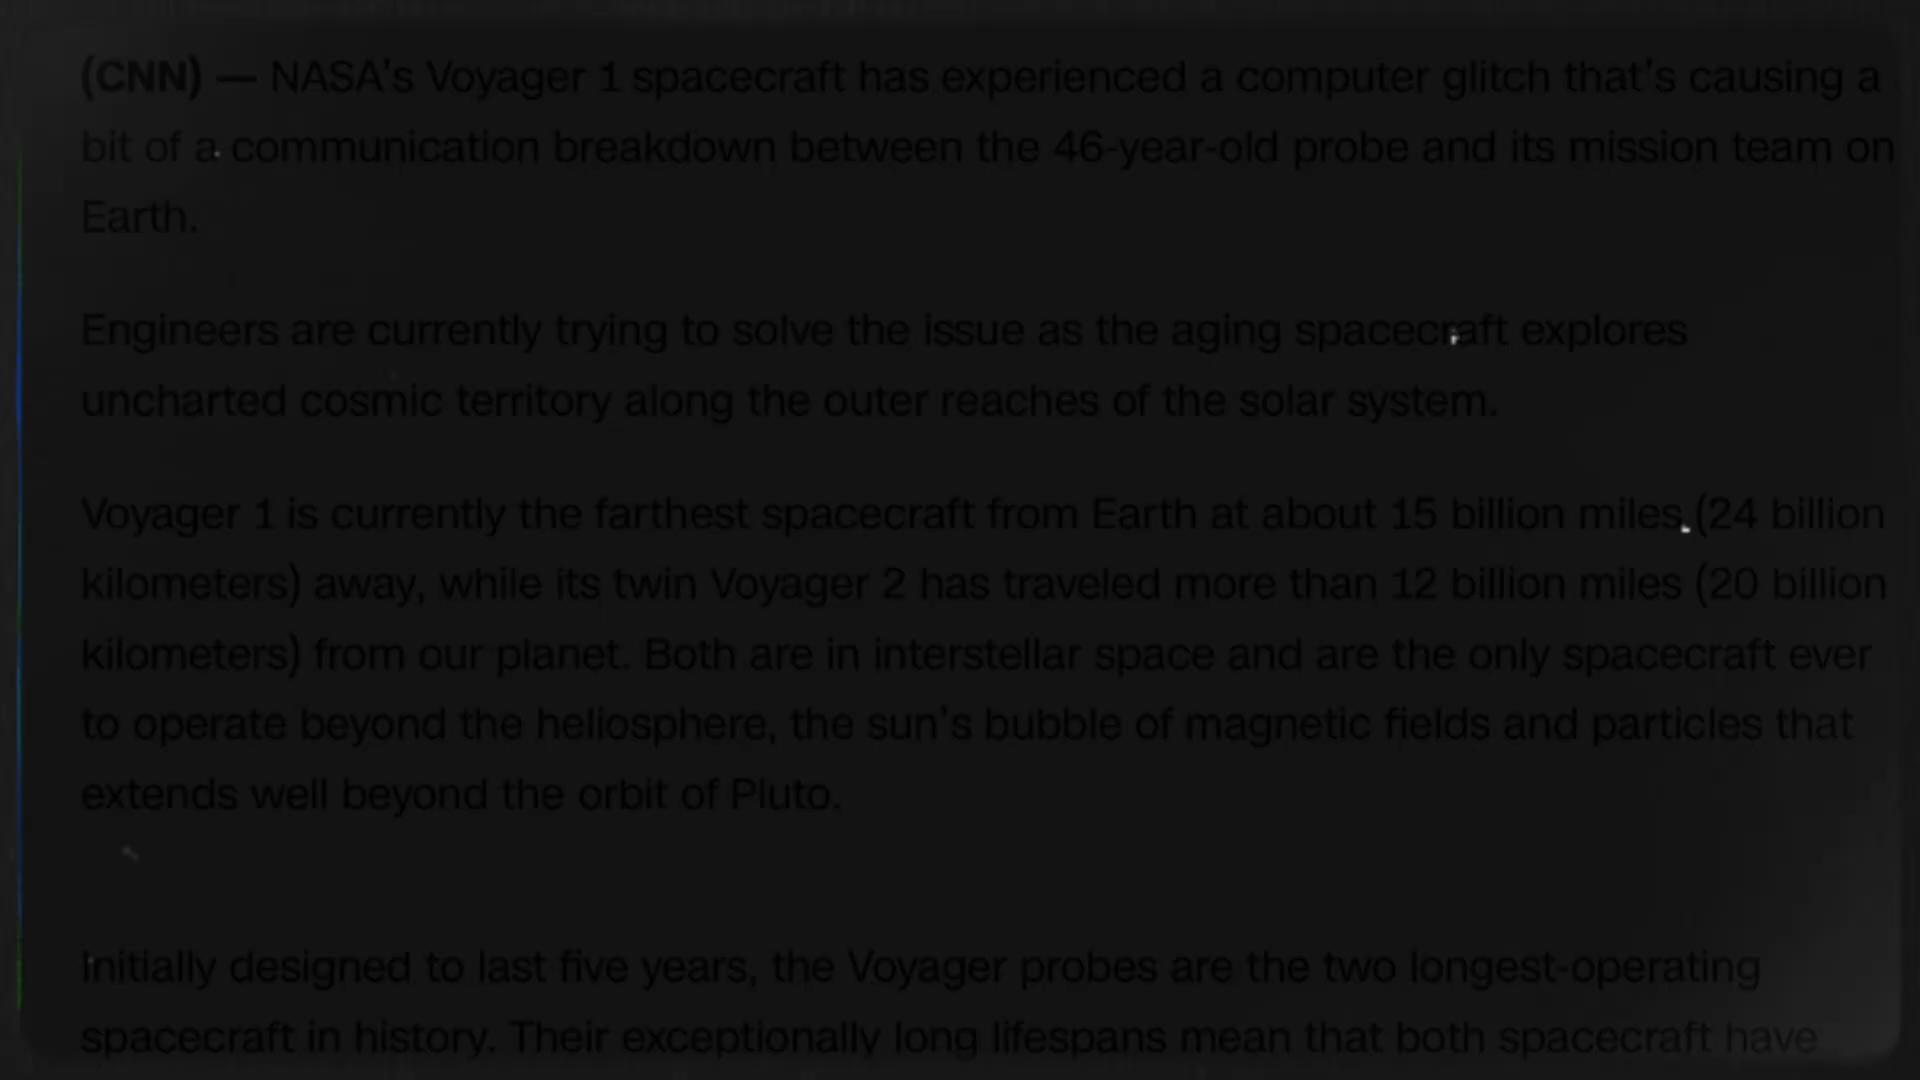 (CNN) — NASA's Voyager 1 spacecraft has experienced a computer glitch that's causing a
bit of a communication breakdown between the 46-year-old probe and its mission team on
Earth.
Engineers are currently trying to solve the issue as the aging spacecraft explores
uncharted cosmic territory along the outer reaches of the solar system.
Voyager 1 is currently the farthest spacecraft from Earth at about 15 billion miles (24 billion
kilometers) away, while its twin Voyager 2 has traveled more than 12 billion miles (20 billion
kilometers) from our planet. Both are in interstellar space and are the only spacecraft ever
to operate beyond the heliosphere, the sun's bubble of magnetic fields and particles that
extends well beyond the orbit of Pluto.
Initially designed to last five years, the Voyager probes are the two longest-operating
spacecraft in history. Their exceptionally long lifespans mean that both spacecraft have